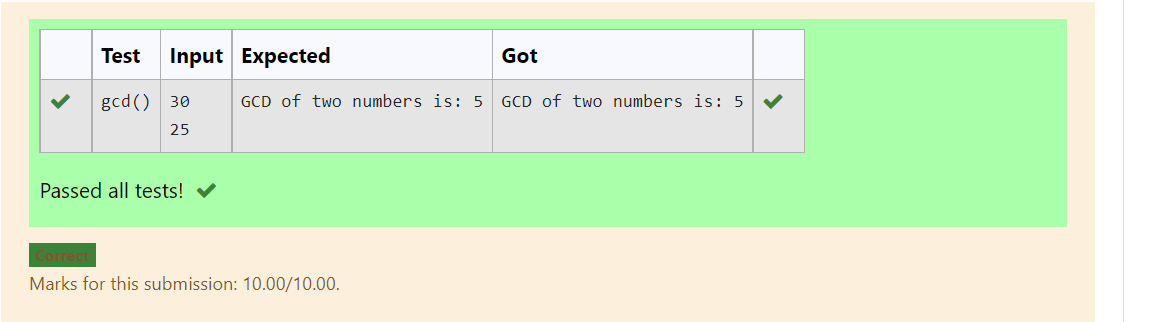 Test Input Expected Got
gcd() 30 GCD of two numbers is: 5 GCD of two numbers is: 5
25
Passed all tests!
Correct
Marks for this submission: 10.00/10.00.